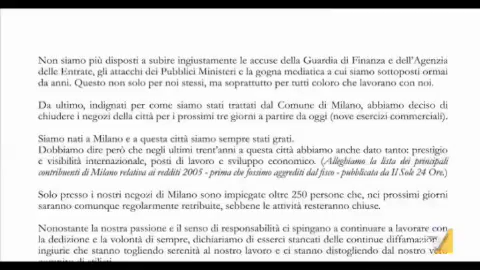 Non siamo più disposti a subire ingiustamente le accuse della Guardia di Finanza e dell'Agenzia
delle Entrate, gli attacchi dei Pubblici Ministeri e la gogna mediatica a cui siamo sottoposti ormai
da anni. Questo non solo per noi stessi, ma soprattutto per tutti coloro che lavorano con noi.
Da ultimo, indignati per come siamo stati trattati dal Comune di Milano, abbiamo deciso di
chiudere i negozi della città per i prossimi tre giorni a partire da oggi (nove esercizi commerciali).
Siamo nati a Milano e a questa città siamo sempre stati grati.
Dobbiamo dire però che negli ultimi trent'anni a questa città abbiamo anche dato tanto: prestigio
e visibilità internazionale, posti di lavoro e sviluppo economico. (Alleghiamo la lista dei principali
contribuenti di Milano relativa ai redditi 2005 - prima che fossimo aggrediti dal fisco - pubblicata da Il Sole 24 Ore.)
Solo presso i nostri negozi di Milano sono impiegate oltre 250 persone che, nei prossimi giorni
saranno comunque regolarmente retribuite, sebbene le attività resteranno chiuse.
Nonostante la nostra passione e il senso di responsabilità ci spingano a continuare a lavorare con
la dedizione e la volontà di sempre, dichiariamo di esserci stancati delle continue
ingiurie che stanno togliendo serenità al nostro lavoro e ci stanno distogliendo dal nostro vero